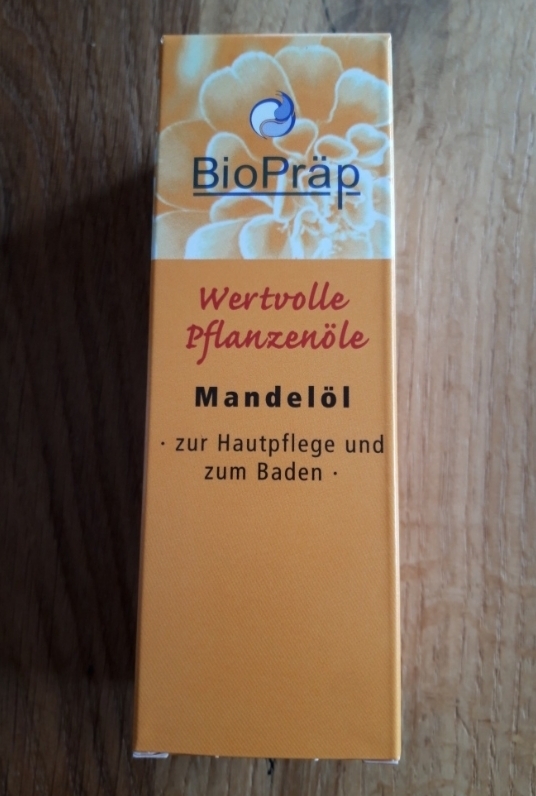 BioPräp
Wertvolle
Pflanzenöle
Mandelöl
· zur Hautpflege und
zum Baden ·